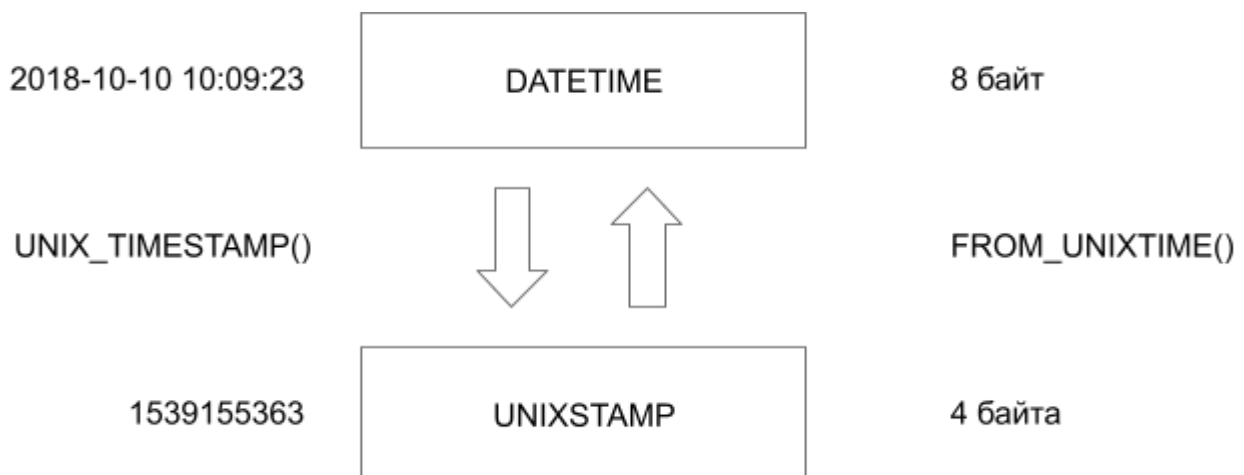 2018-10-10 10:09:23 DATETIME 8 байт
UNIX_TIMESTAMP() FROM_UNIXTIME()
1539155363 UNIXSTAMP 4 байта